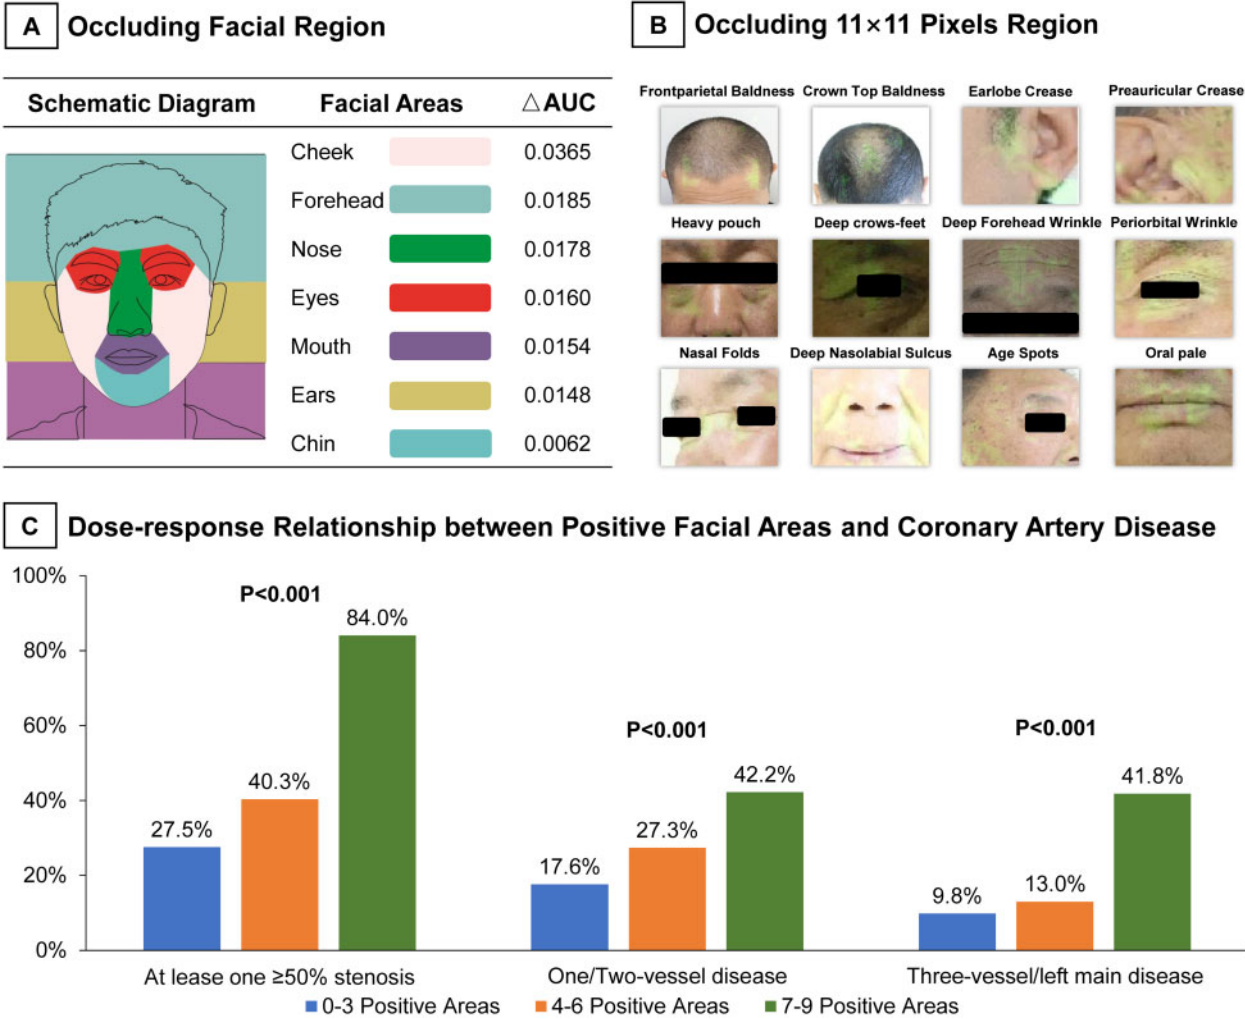 A Occluding Facial Region
Schematic Diagram Facial Areas △AUC
Cheek 0.0365
Forehead 0.0185
Nose 0.0178
Eyes 0.0160
Mouth 0.0154
Ears 0.0148
Chin 0.0062
B Occluding 11×11 Pixels Region
Frontparietal Baldness Crown Top Baldness Earlobe Crease Preauricular Crease
Heavy pouch Deep crows-feet Deep Forehead Wrinkle Periorbital Wrinkle
Nasal Folds Deep Nasolabial Sulcus Age Spots Oral pale
C Dose-response Relationship between Positive Facial Areas and Coronary Artery Disease
100%
80%
60%
40%
20%
0%
P<0.001
27.5% 40.3% 84.0%
P<0.001
17.6% 27.3% 42.2%
P<0.001
9.8% 13.0% 41.8%
At lease one ≥50% stenosis One/Two-vessel disease Three-vessel/left main disease
0-3 Positive Areas 4-6 Positive Areas 7-9 Positive Areas